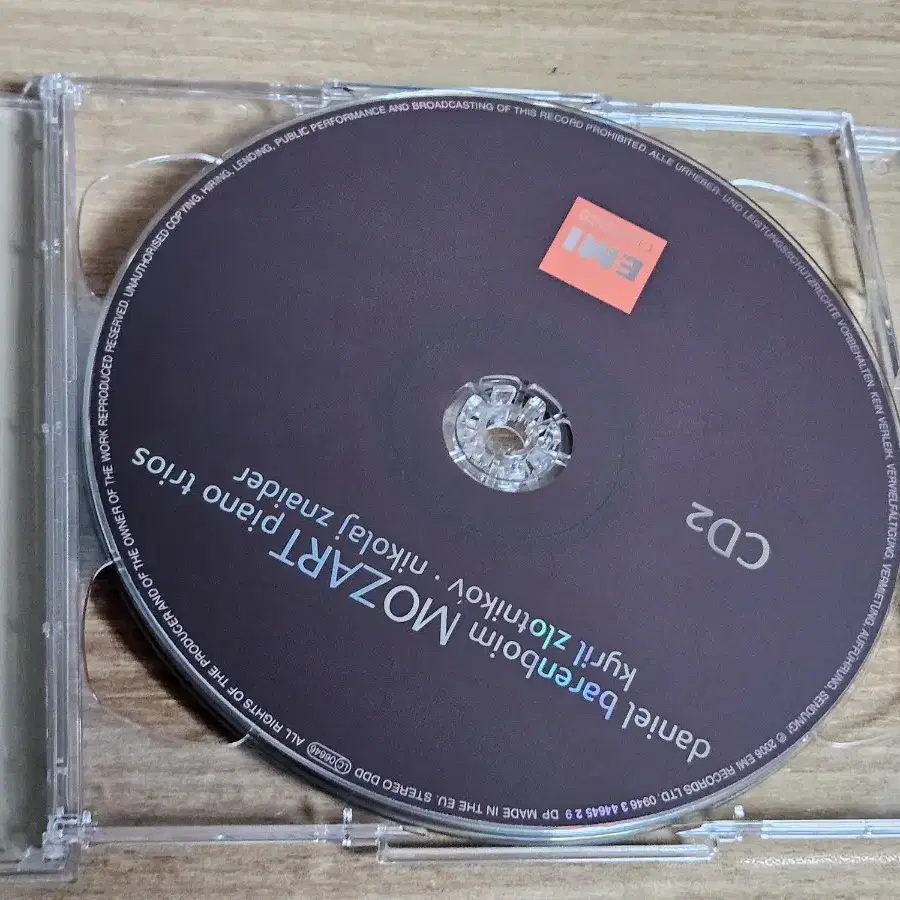 EMI
CD2
MOZART piano trios
daniel barenboim
kyril zlotnikov · nikolaj znaider
ALL RIGHTS OF THE PRODUCER AND OF THE OWNER OF THE WORK REPRODUCED RESERVED. UNAUTHORISED COPYING, HIRING, LENDING, PUBLIC PERFORMANCE AND BROADCASTING OF THIS RECORD PROHIBITED. ALLE URHEBER- UND LEISTUNGSSCHUTZRECHTE VORBEHALTEN. KEIN VERLEIH, VERVIELFÄLTIGUNG, VERMIETUNG, AUFFÜHRUNG, SENDUNG! ℗ 2006 EMI RECORDS LTD. 0946 3 44645 2 9 DP MADE IN THE EU. STEREO DDD LC 06646